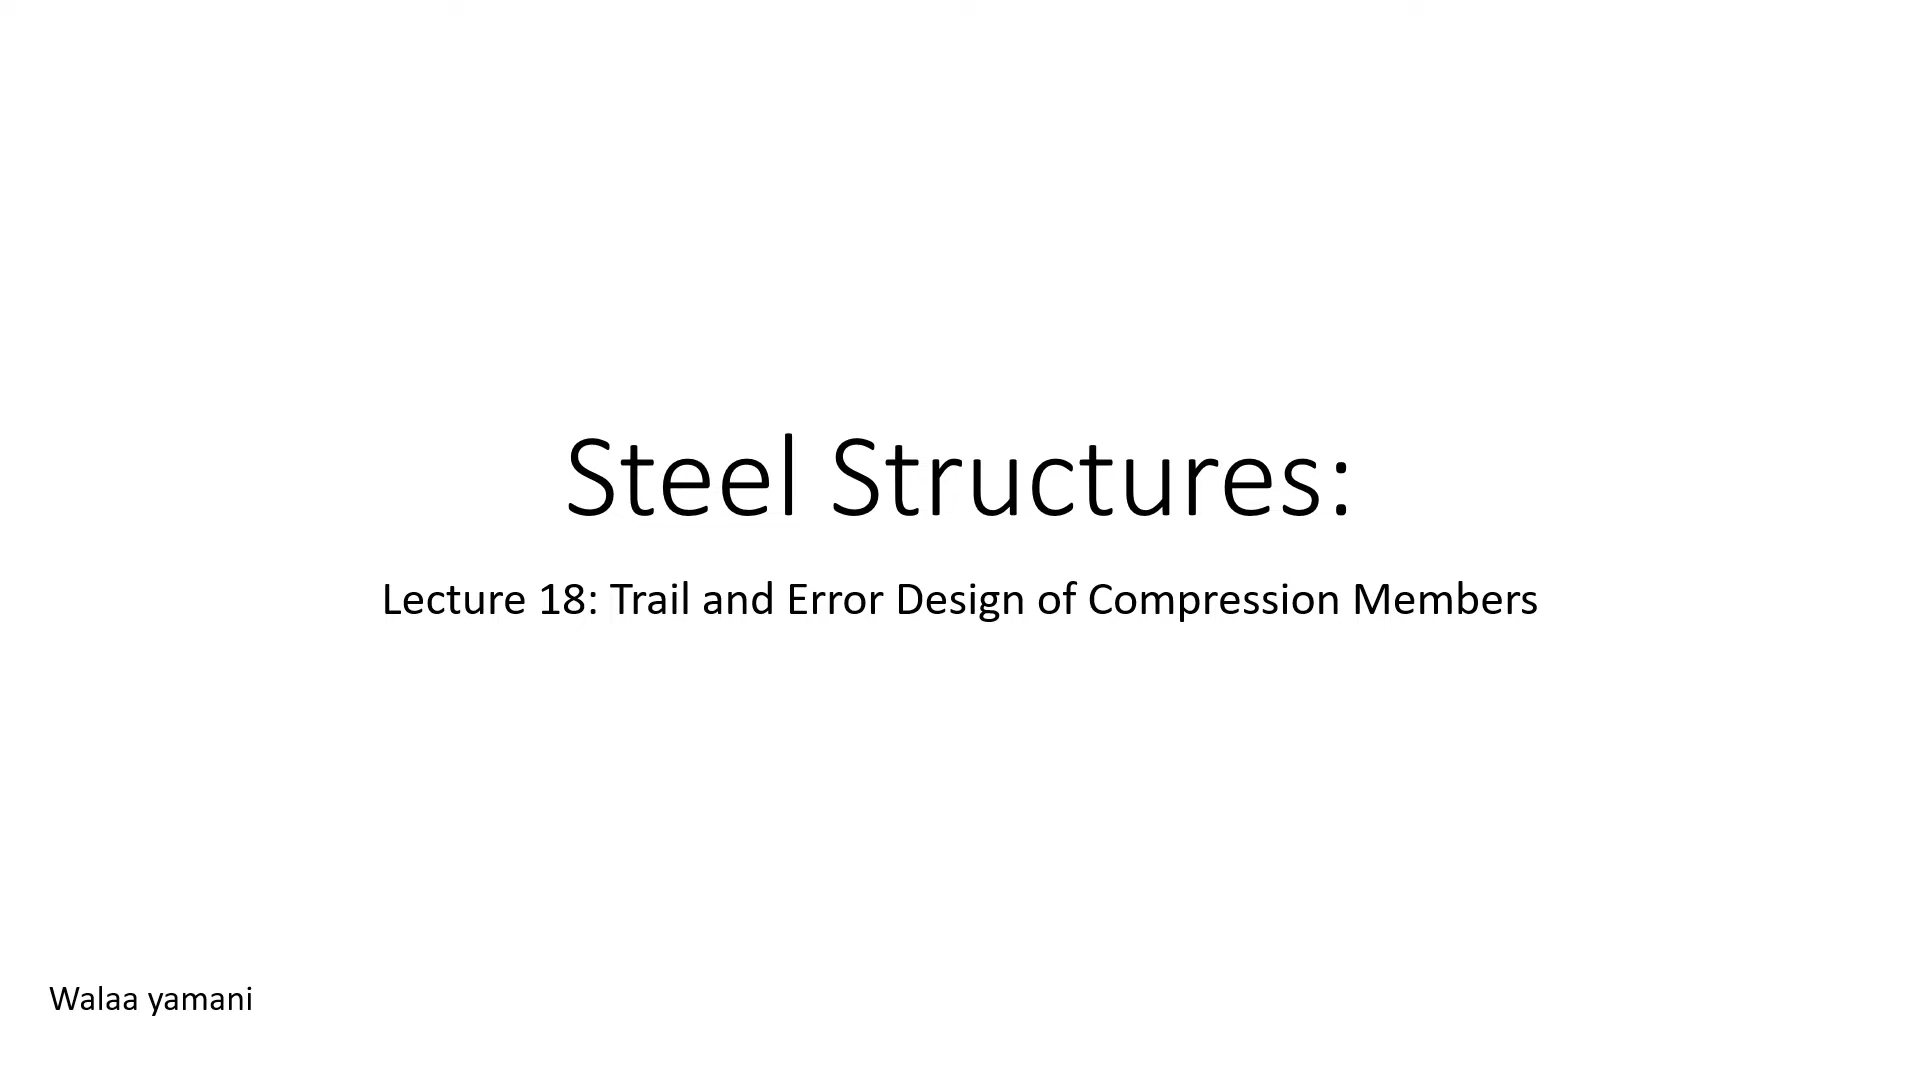 Steel Structures:
Lecture 18: Trail and Error Design of Compression Members
Walaa yamani